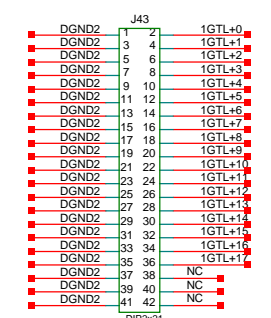 J43
DGND2 1 2 1GTL+0
DGND2 3 4 1GTL+1
DGND2 5 6 1GTL+2
DGND2 7 8 1GTL+3
DGND2 9 10 1GTL+4
DGND2 11 12 1GTL+5
DGND2 13 14 1GTL+6
DGND2 15 16 1GTL+7
DGND2 17 18 1GTL+8
DGND2 19 20 1GTL+9
DGND2 21 22 1GTL+10
DGND2 23 24 1GTL+11
DGND2 25 26 1GTL+12
DGND2 27 28 1GTL+13
DGND2 29 30 1GTL+14
DGND2 31 32 1GTL+15
DGND2 33 34 1GTL+16
DGND2 35 36 1GTL+17
DGND2 37 38 NC
DGND2 39 40 NC
DGND2 41 42 NC
DIP2x21